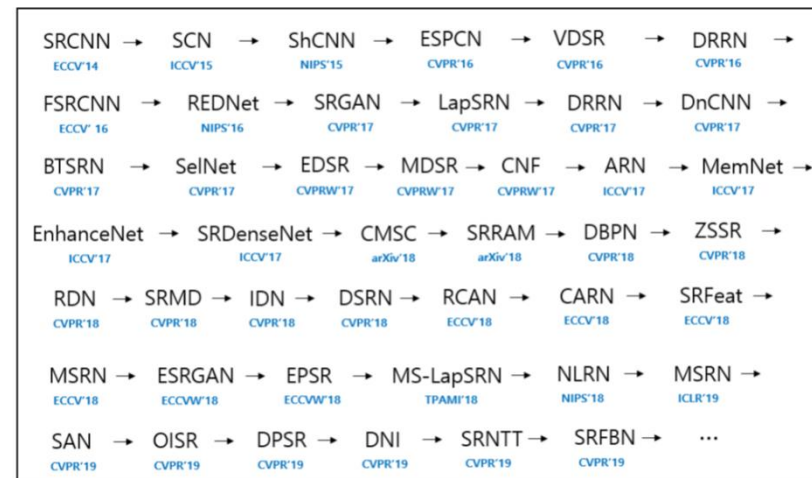 SRCNN → SCN → ShCNN → ESPCN → VDSR → DRRN →
ECCV'14 ICCV'15 NIPS'15 CVPR'16 CVPR'16 CVPR'16
FSRCNN → REDNet → SRGAN → LapSRN → DRRN → DnCNN →
ECCV' 16 NIPS'16 CVPR'17 CVPR'17 CVPR'17 CVPR'17
BTSRN → SelNet → EDSR → MDSR → CNF → ARN → MemNet →
CVPR'17 CVPR'17 CVPRW'17 CVPRW'17 CVPRW'17 ICCV'17 ICCV'17
EnhanceNet → SRDenseNet → CMSC → SRRAM → DBPN → ZSSR →
ICCV'17 ICCV'17 arXiv'18 arXiv'18 CVPR'18 CVPR'18
RDN → SRMD → IDN → DSRN → RCAN → CARN → SRFeat →
CVPR'18 CVPR'18 CVPR'18 CVPR'18 ECCV'18 ECCV'18 ECCV'18
MSRN → ESRGAN → EPSR → MS-LapSRN → NLRN → MSRN →
ECCV'18 ECCVW'18 ECCVW'18 TPAMI'18 NIPS'18 ICLR'19
SAN → OISR → DPSR → DNI → SRNTT → SRFBN → ···
CVPR'19 CVPR'19 CVPR'19 CVPR'19 CVPR'19 CVPR'19